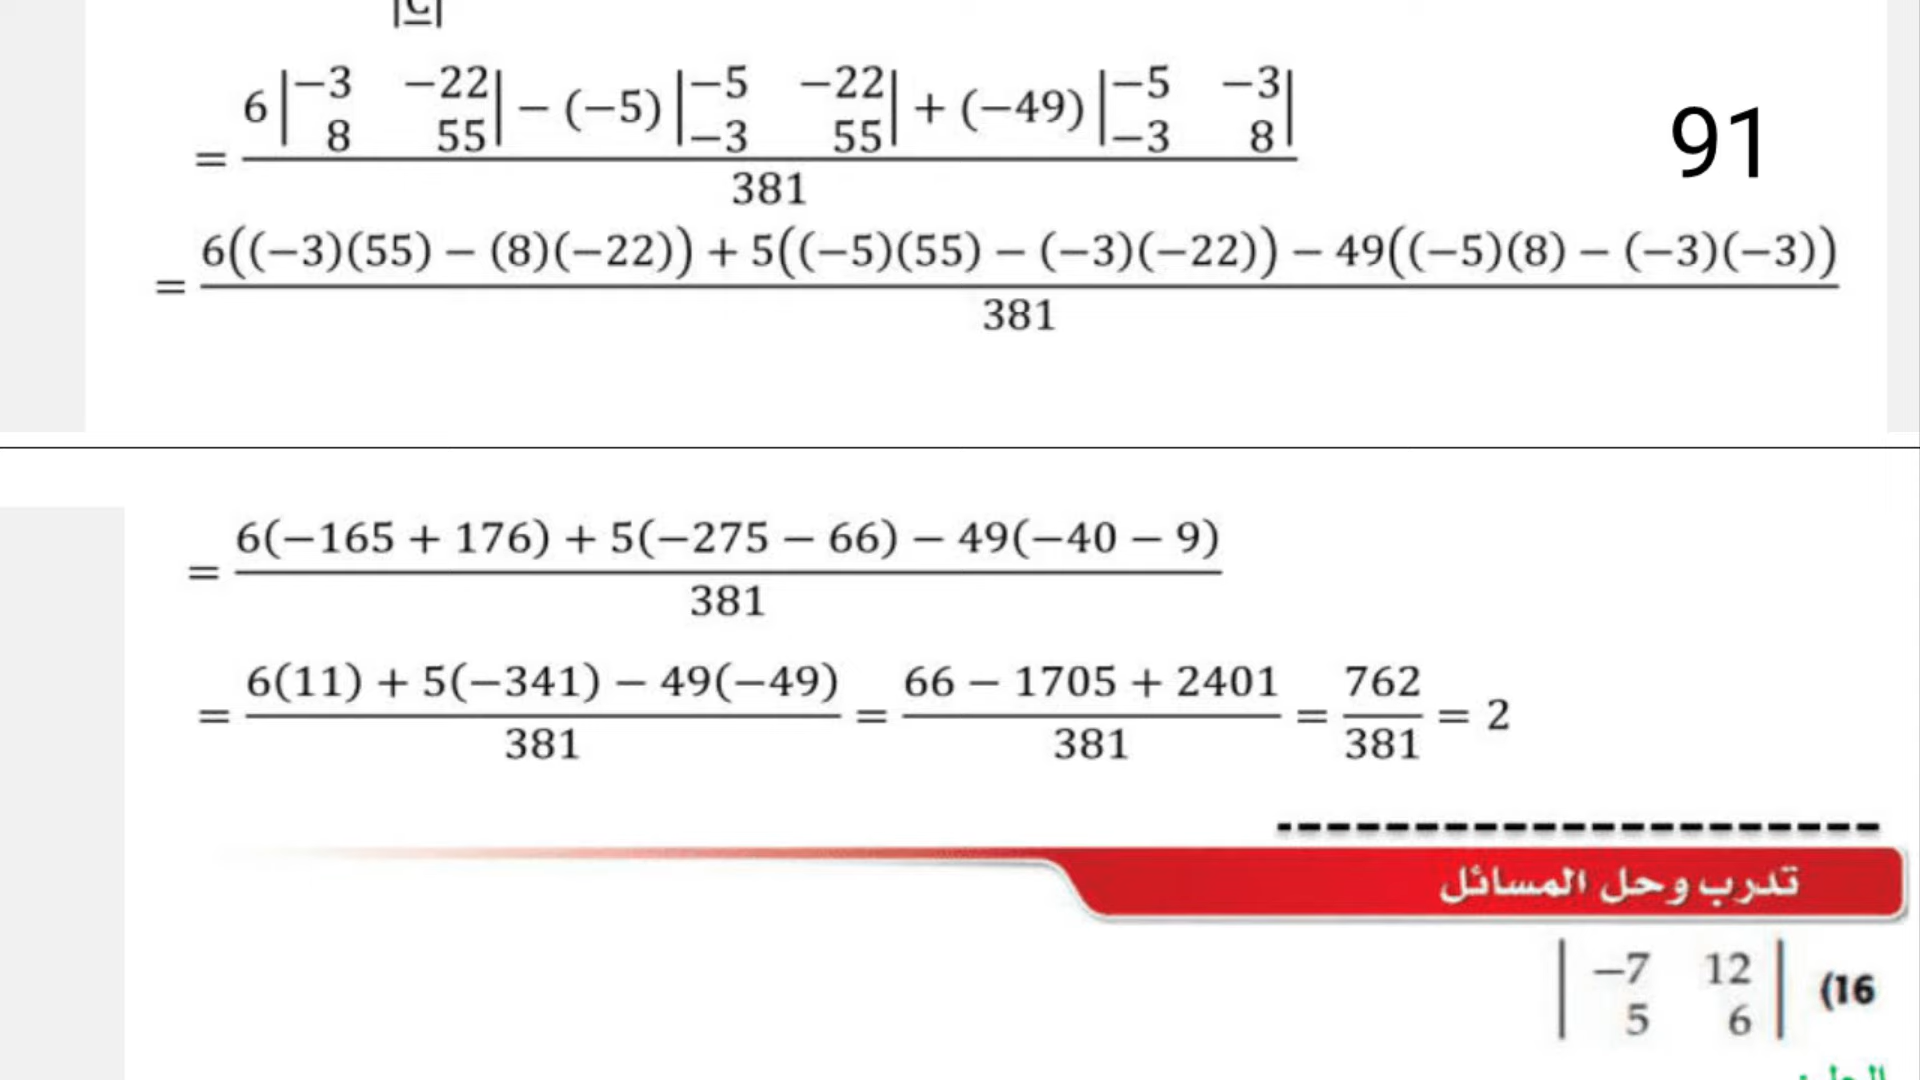 |C|
= 6|−3 −22| − (−5)|−5 −22| + (−49)|−5 −3|
|8 55| |−3 55| |−3 8|
381
91
= 6((−3)(55) − (8)(−22)) + 5((−5)(55) − (−3)(−22)) − 49((−5)(8) − (−3)(−3))
381
= 6(−165 + 176) + 5(−275 − 66) − 49(−40 − 9)
381
= 6(11) + 5(−341) − 49(−49) = 66 − 1705 + 2401 = 762 = 2
381 381 381
تدرب وحل المسائل
(16 |−7 12|
|5 6|